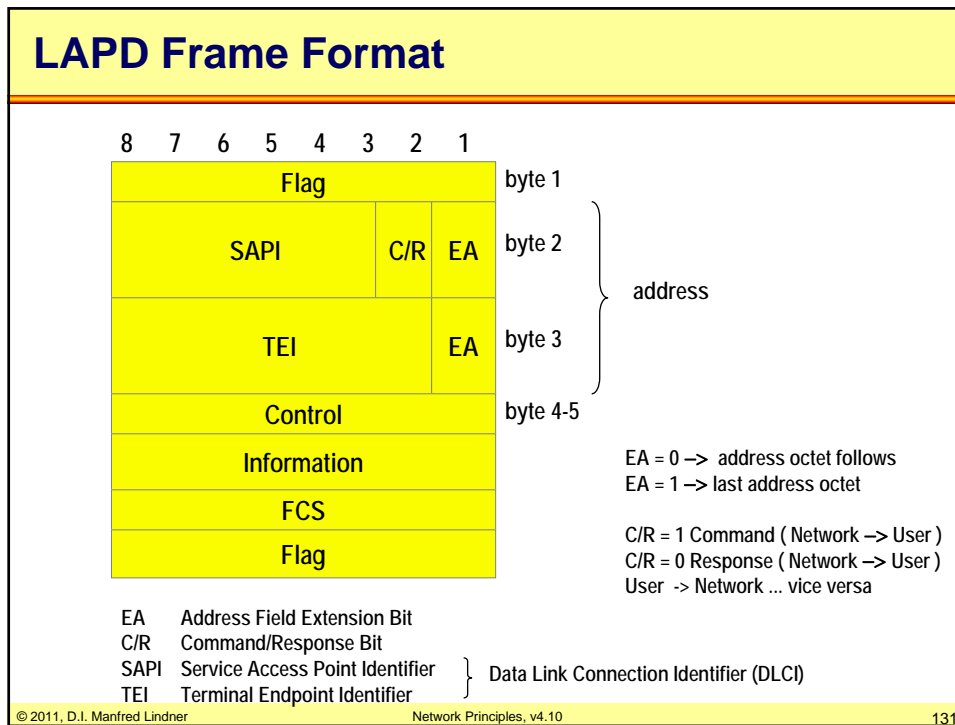 LAPD Frame Format
8 7 6 5 4 3 2 1
Flag byte 1
SAPI C/R EA byte 2
address
TEI EA byte 3
Control byte 4-5
Information
FCS
Flag
EA = 0 –> address octet follows
EA = 1 –> last address octet
C/R = 1 Command ( Network –> User )
C/R = 0 Response ( Network –> User )
User -> Network ... vice versa
EA Address Field Extension Bit
C/R Command/Response Bit
SAPI Service Access Point Identifier
TEI Terminal Endpoint Identifier
Data Link Connection Identifier (DLCI)
© 2011, D.I. Manfred Lindner Network Principles, v4.10 131